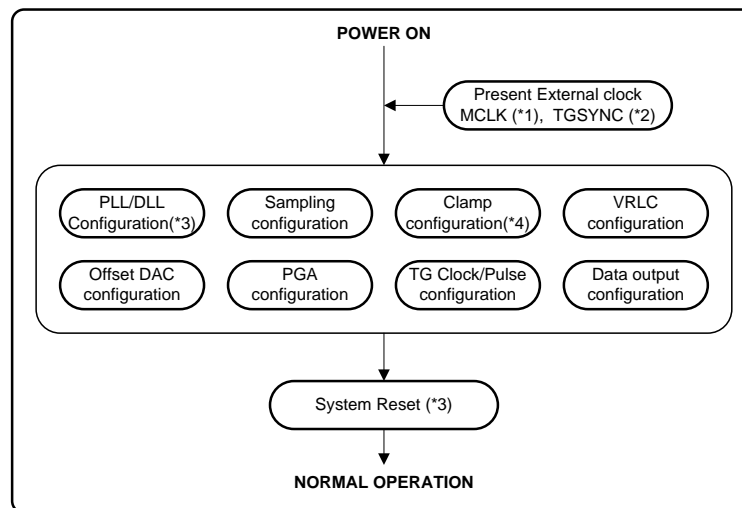 POWER ON
Present External clock
MCLK (*1),  TGSYNC (*2)
PLL/DLL
Configuration(*3)
Sampling
configuration
Clamp
configuration(*4)
VRLC
configuration
Offset DAC
configuration
PGA
configuration
TG Clock/Pulse
configuration
Data output
configuration
System Reset (*3)
NORMAL OPERATION